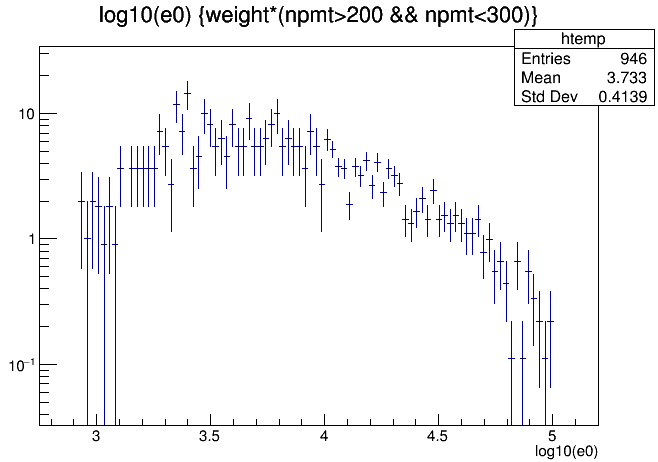 log10(e0) {weight*(npmt>200 && npmt<300)}
htemp
Entries 946
Mean 3.733
Std Dev 0.4139
10
1
10⁻¹
3 3.5 4 4.5 5
log10(e0)